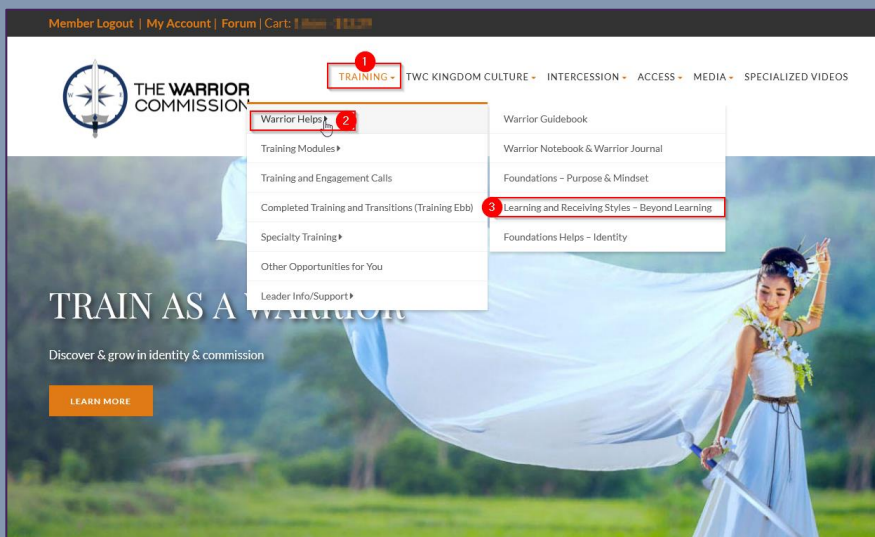 Member Logout | My Account | Forum | Cart:
1
TRAINING TWC KINGDOM CULTURE INTERCESSION ACCESS MEDIA SPECIALIZED VIDEOS
W
THE WARRIOR
COMMISSION
Warrior Helps 2
Training Modules
Training and Engagement Calls
Completed Training and Transitions (Training Ebb)
Specialty Training
Other Opportunities for You
Leader Info/Support
Warrior Guidebook
Warrior Notebook & Warrior Journal
Foundations – Purpose & Mindset
3 Learning and Receiving Styles – Beyond Learning
Foundations Helps – Identity
TRAIN AS A WARRIOR
Discover & grow in identity & commission
LEARN MORE